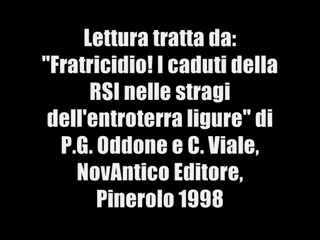 Lettura tratta da:
"Fratricidio! I caduti della
RSI nelle stragi
dell'entroterra ligure" di
P.G. Oddone e C. Viale,
NovAntico Editore,
Pinerolo 1998